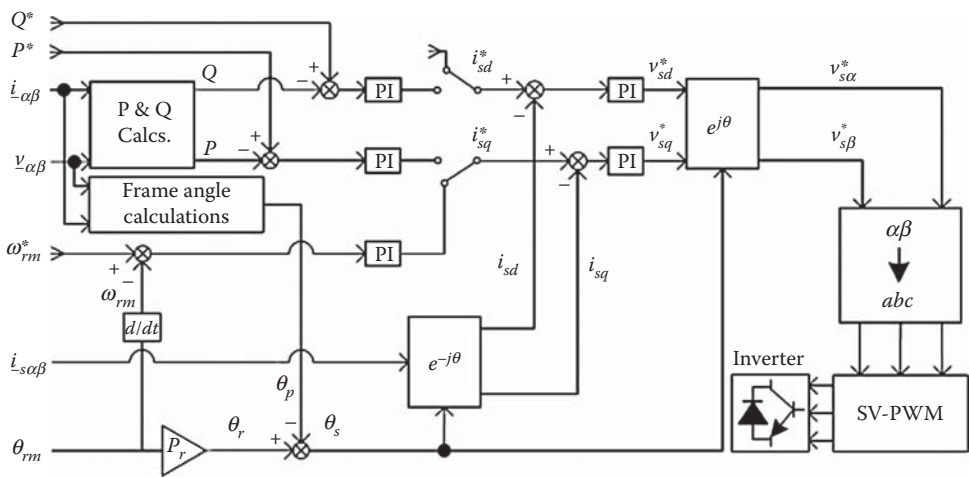 Q*
P*
i_αβ
v_αβ
ω*_rm
i_sαβ
θ_rm
P & Q
Calcs.
Q
P
Frame angle
calculations
+
−
+
−
PI
PI
PI
i*_sd
i*_sq
+
−
+
−
PI
PI
v*_sd
v*_sq
e^jθ
v*_sα
v*_sβ
αβ
abc
+
−
ω_rm
d/dt
i_sd
i_sq
e^−jθ
θ_p
P_r
θ_r
+
−
θ_s
Inverter
SV-PWM